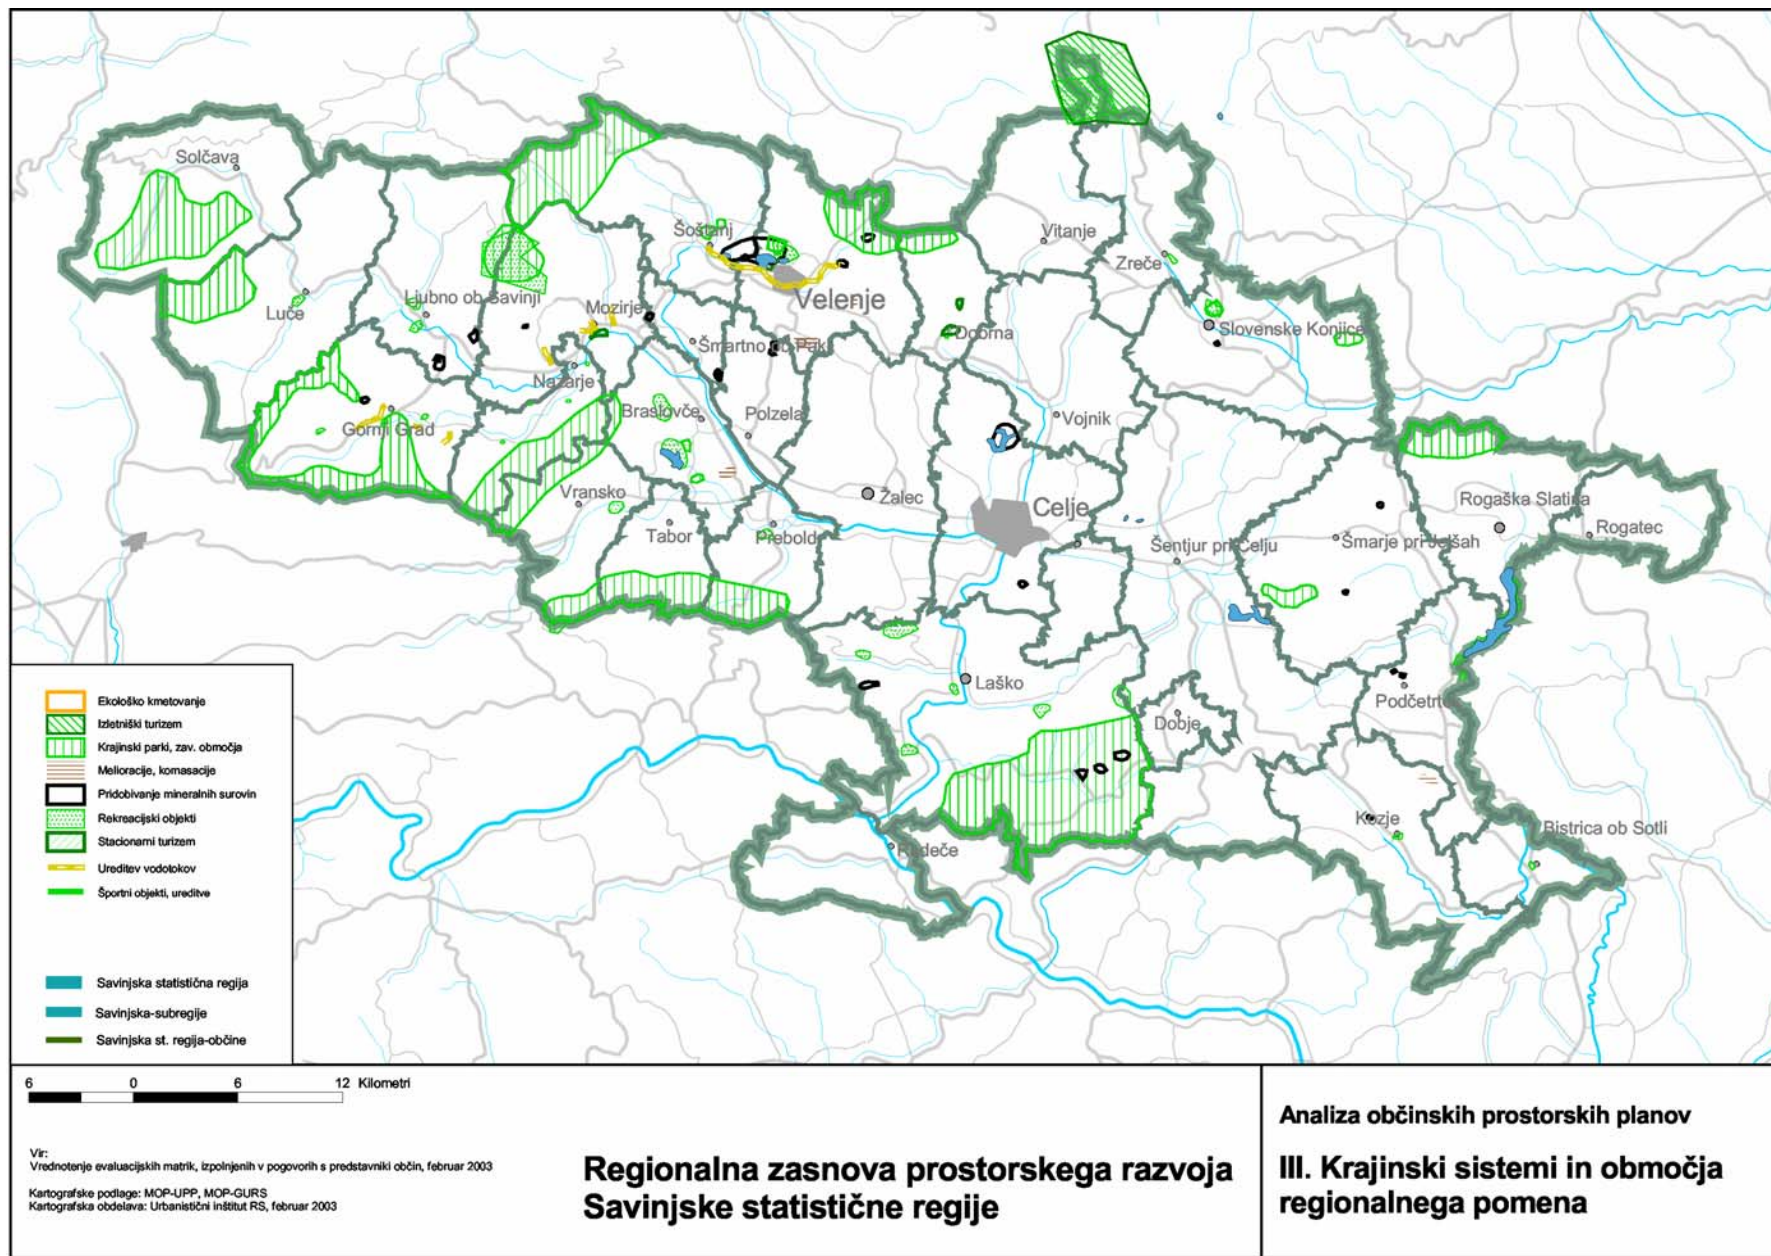 Solčava
Šoštanj
Vitanje
Zreče
Velenje
Luče
Ljubno ob Savinji
Mozirje
Slovenske Konjice
Dobrna
Šmartno ob Paki
Nazarje
Braslovče
Polzela
Vojnik
Gornji Grad
Vransko
Žalec
Celje
Rogaška Slatina
Rogatec
Tabor
Prebold
Šentjur pri Celju
Šmarje pri Jelšah
Laško
Podčetrtek
Dobje
Kozje
Bistrica ob Sotli
Radeče
Ekološko kmetovanje
Izletniški turizem
Krajinski parki, zav. območja
Melioracije, komasacije
Pridobivanje mineralnih surovin
Rekreacijski objekti
Stacionarni turizem
Ureditev vodotokov
Športni objekti, ureditve
Savinjska statistična regija
Savinjska-subregije
Savinjska st. regija-občine
6 0 6 12 Kilometri
Vir:
Vrednotenje evaluacijskih matrik, izpolnjenih v pogovorih s predstavniki občin, februar 2003
Kartografske podlage: MOP-UPP, MOP-GURS
Kartografska obdelava: Urbanistični inštitut RS, februar 2003
Regionalna zasnova prostorskega razvoja
Savinjske statistične regije
Analiza občinskih prostorskih planov
III. Krajinski sistemi in območja
regionalnega pomena